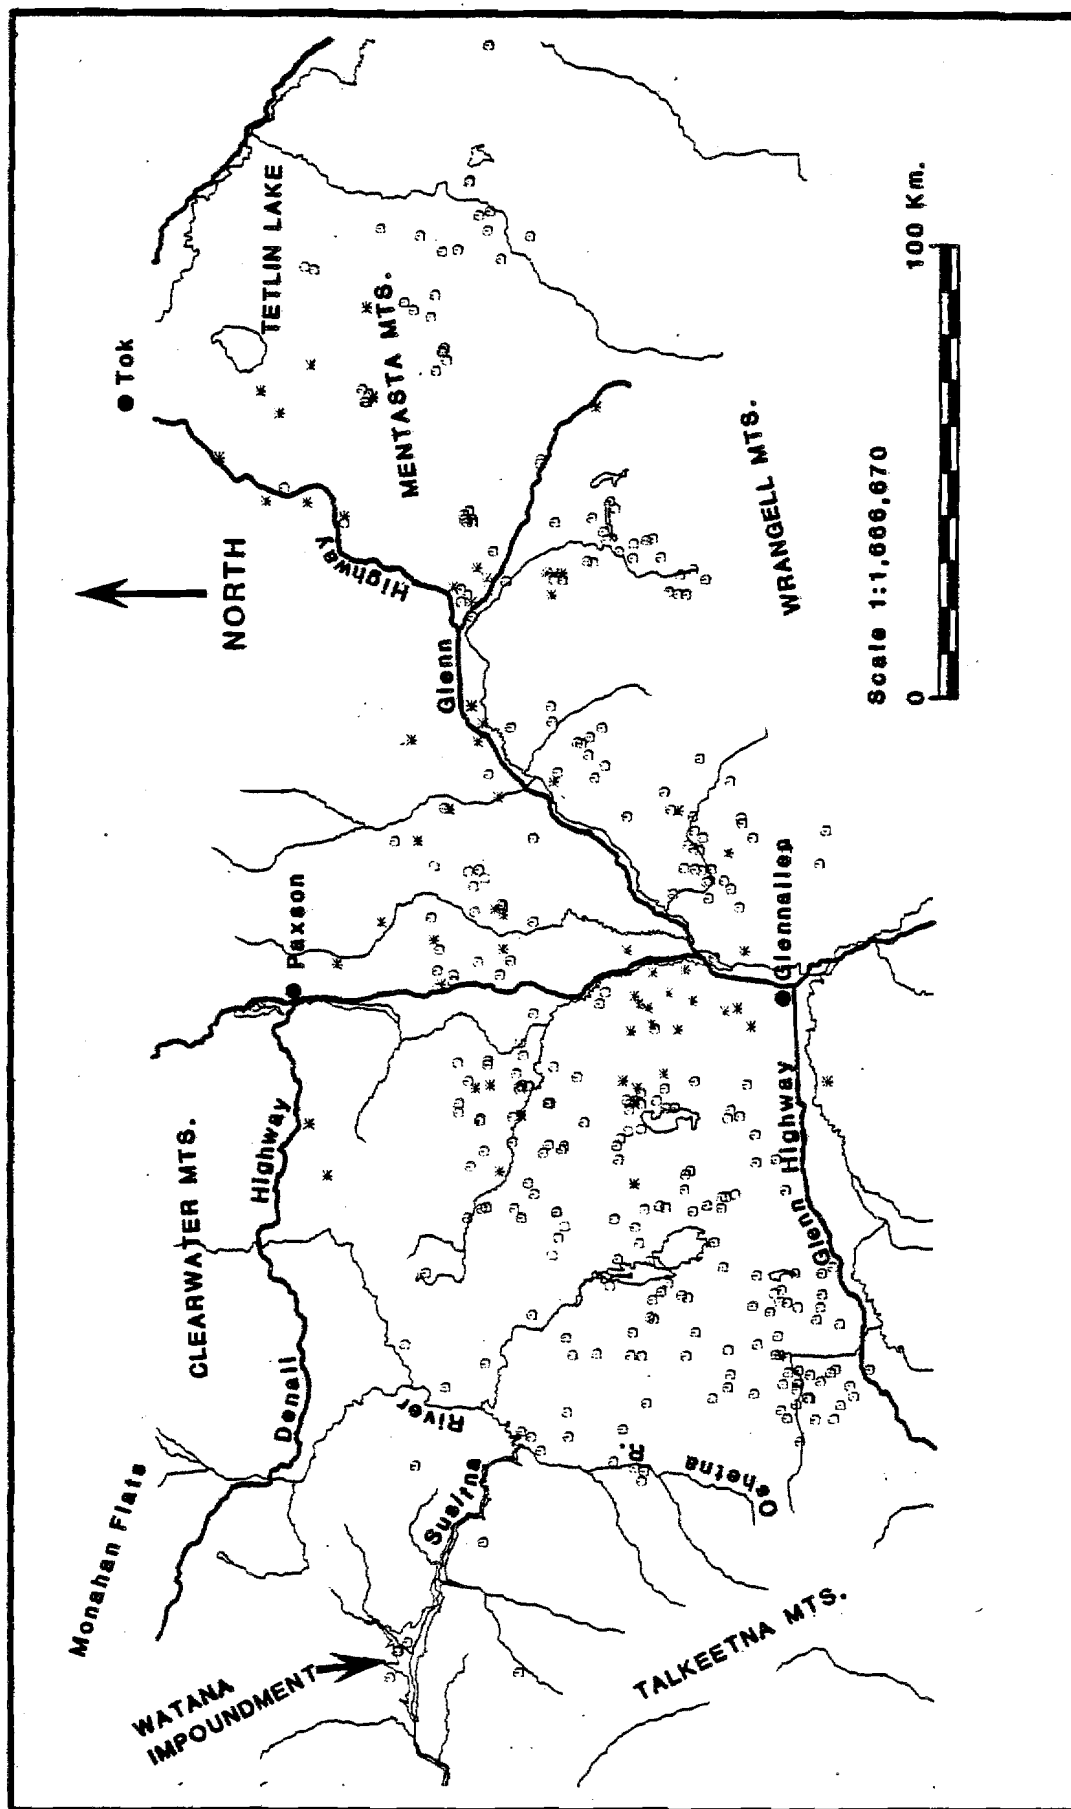 Monahan Flats
CLEARWATER MTS.
Denali
Highway
Paxson
NORTH
Tok
TETLIN LAKE
MENTASTA MTS.
Glenn
Highway
WATANA
IMPOUNDMENT
Susitna
River
Oshetna
R.
TALKEETNA MTS.
Glenn Highway
Glennallen
WRANGELL MTS.
Scale 1:1,666,670
0
100 Km.